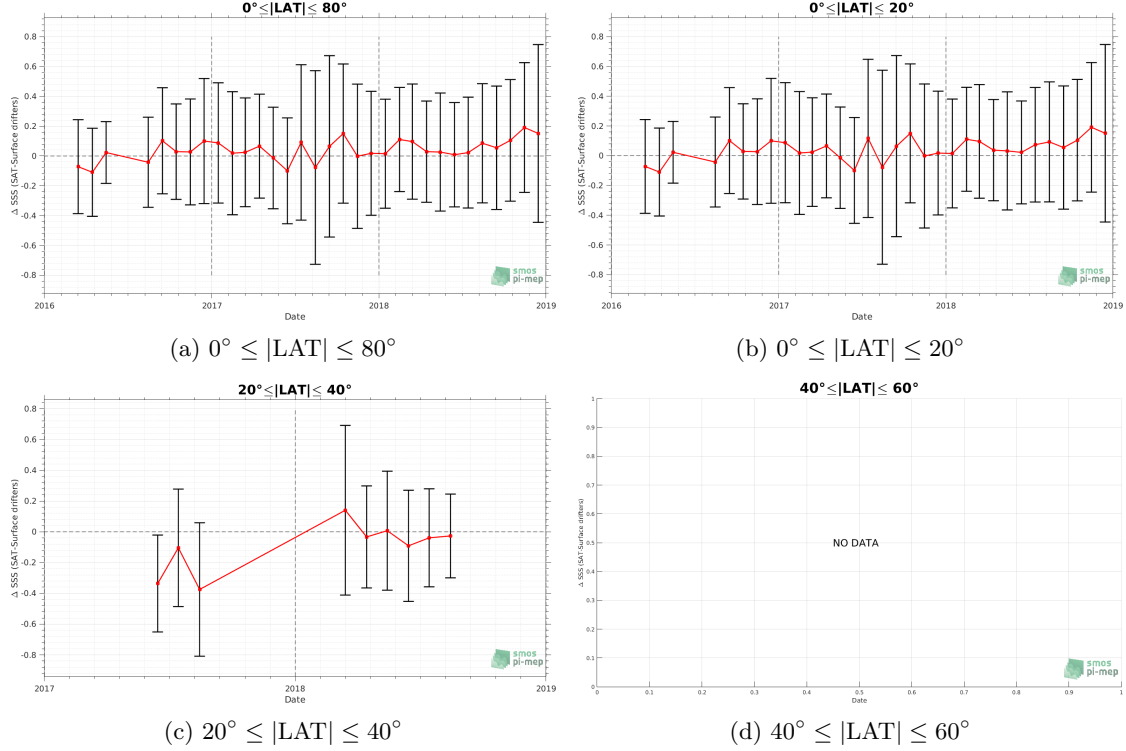 0°≤|LAT|≤ 80°
0.8
0.6
0.4
0.2
0
-0.2
-0.4
-0.6
-0.8
Δ SSS (SAT-Surface drifters)
2016
2017
2018
2019
Date
smos
pi-mep
(a) 0° ≤ |LAT| ≤ 80°
0°≤|LAT|≤ 20°
0.8
0.6
0.4
0.2
0
-0.2
-0.4
-0.6
-0.8
Δ SSS (SAT-Surface drifters)
2016
2017
2018
2019
Date
smos
pi-mep
(b) 0° ≤ |LAT| ≤ 20°
20°≤|LAT|≤ 40°
0.8
0.6
0.4
0.2
0
-0.2
-0.4
-0.6
-0.8
Δ SSS (SAT-Surface drifters)
2017
2018
2019
Date
smos
pi-mep
(c) 20° ≤ |LAT| ≤ 40°
40°≤|LAT|≤ 60°
1
0.9
0.8
0.7
0.6
0.5
0.4
0.3
0.2
0.1
0
Δ SSS (SAT-Surface drifters)
NO DATA
0
0.1
0.2
0.3
0.4
0.5
0.6
0.7
0.8
0.9
1
Date
smos
pi-mep
(d) 40° ≤ |LAT| ≤ 60°